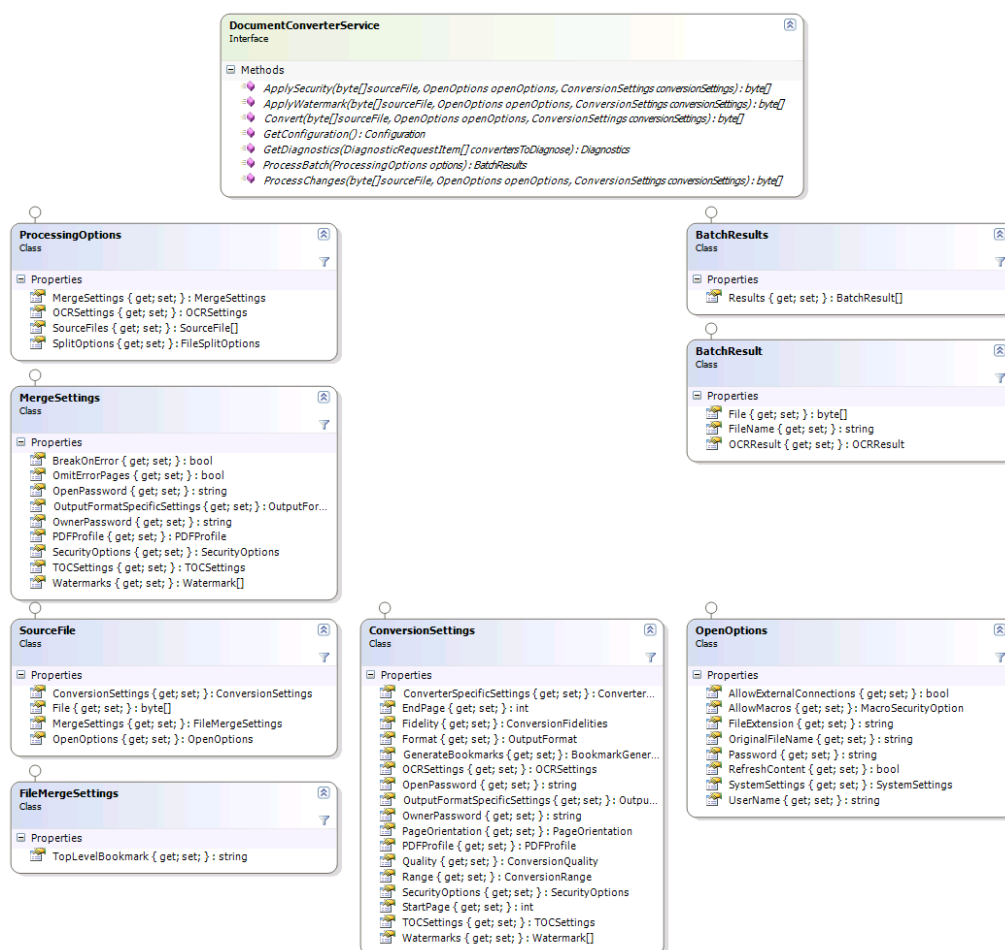 DocumentConverterService
Interface
Methods
ApplySecurity(byte[] sourceFile, OpenOptions openOptions, ConversionSettings conversionSettings) : byte[]
ApplyWatermark(byte[] sourceFile, OpenOptions openOptions, ConversionSettings conversionSettings) : byte[]
Convert(byte[] sourceFile, OpenOptions openOptions, ConversionSettings conversionSettings) : byte[]
GetConfiguration() : Configuration
GetDiagnostics(DiagnosticRequestItem[] convertersToDiagnose) : Diagnostics
ProcessBatch(ProcessingOptions options) : BatchResults
ProcessChanges(byte[] sourceFile, OpenOptions openOptions, ConversionSettings conversionSettings) : byte[]
ProcessingOptions
Class
Properties
MergeSettings { get; set; } : MergeSettings
OCRSettings { get; set; } : OCRSettings
SourceFiles { get; set; } : SourceFile[]
SplitOptions { get; set; } : FileSplitOptions
BatchResults
Class
Properties
Results { get; set; } : BatchResult[]
BatchResult
Class
Properties
File { get; set; } : byte[]
FileName { get; set; } : string
OCRResult { get; set; } : OCRResult
MergeSettings
Class
Properties
BreakOnError { get; set; } : bool
OmitErrorPages { get; set; } : bool
OpenPassword { get; set; } : string
OutputFormatSpecificSettings { get; set; } : OutputFor...
OwnerPassword { get; set; } : string
PDFProfile { get; set; } : PDFProfile
SecurityOptions { get; set; } : SecurityOptions
TOCSettings { get; set; } : TOCSettings
Watermarks { get; set; } : Watermark[]
SourceFile
Class
Properties
ConversionSettings { get; set; } : ConversionSettings
File { get; set; } : byte[]
MergeSettings { get; set; } : FileMergeSettings
OpenOptions { get; set; } : OpenOptions
FileMergeSettings
Class
Properties
TopLevelBookmark { get; set; } : string
ConversionSettings
Class
Properties
ConverterSpecificSettings { get; set; } : Converter...
EndPage { get; set; } : int
Fidelity { get; set; } : ConversionFidelities
Format { get; set; } : OutputFormat
GenerateBookmarks { get; set; } : BookmarkGener...
OCRSettings { get; set; } : OCRSettings
OpenPassword { get; set; } : string
OutputFormatSpecificSettings { get; set; } : Outpu...
OwnerPassword { get; set; } : string
PageOrientation { get; set; } : PageOrientation
PDFProfile { get; set; } : PDFProfile
Quality { get; set; } : ConversionQuality
Range { get; set; } : ConversionRange
SecurityOptions { get; set; } : SecurityOptions
StartPage { get; set; } : int
TOCSettings { get; set; } : TOCSettings
Watermarks { get; set; } : Watermark[]
OpenOptions
Class
Properties
AllowExternalConnections { get; set; } : bool
AllowMacros { get; set; } : MacroSecurityOption
FileExtension { get; set; } : string
OriginalFileName { get; set; } : string
Password { get; set; } : string
RefreshContent { get; set; } : bool
SystemSettings { get; set; } : SystemSettings
UserName { get; set; } : string